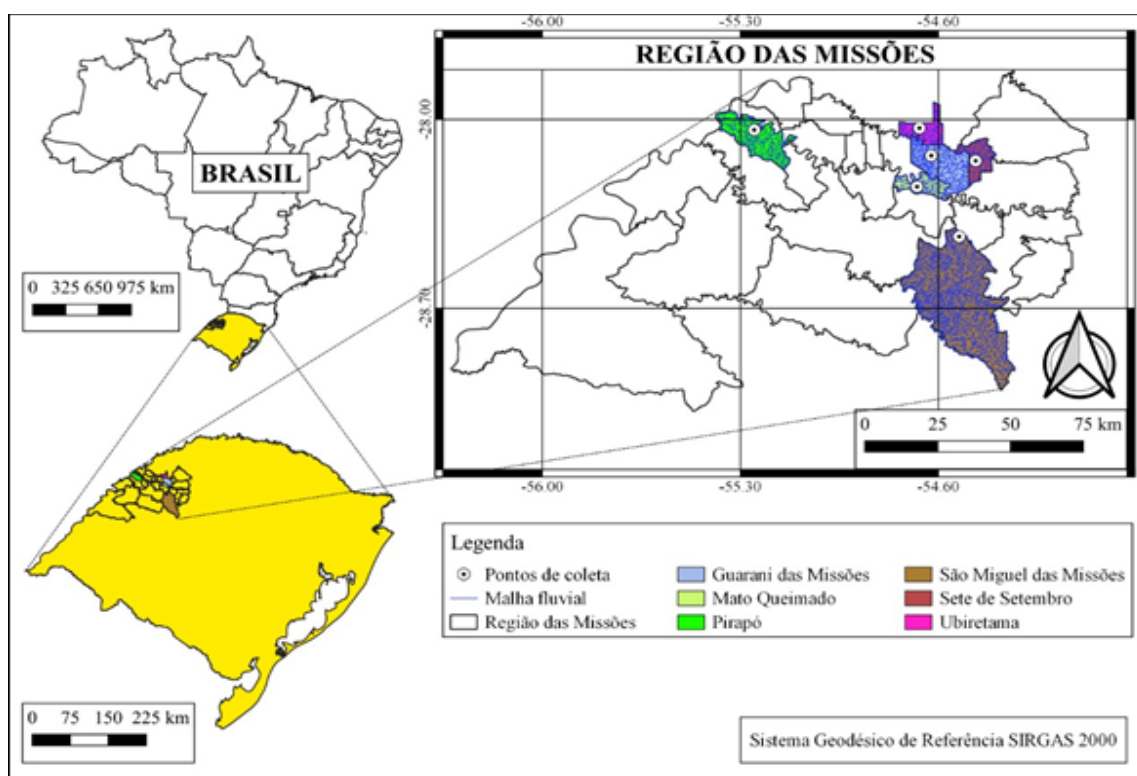 -56.00 -55.30 -54.60
REGIÃO DAS MISSÕES
BRASIL
-28.00
-28.70
0 325 650 975 km
0 25 50 75 km
-56.00 -55.30 -54.60
Legenda
Pontos de coleta
Malha fluvial
Região das Missões
Guarani das Missões
Mato Queimado
Pirapó
São Miguel das Missões
Sete de Setembro
Ubiretama
0 75 150 225 km
Sistema Geodésico de Referência SIRGAS 2000